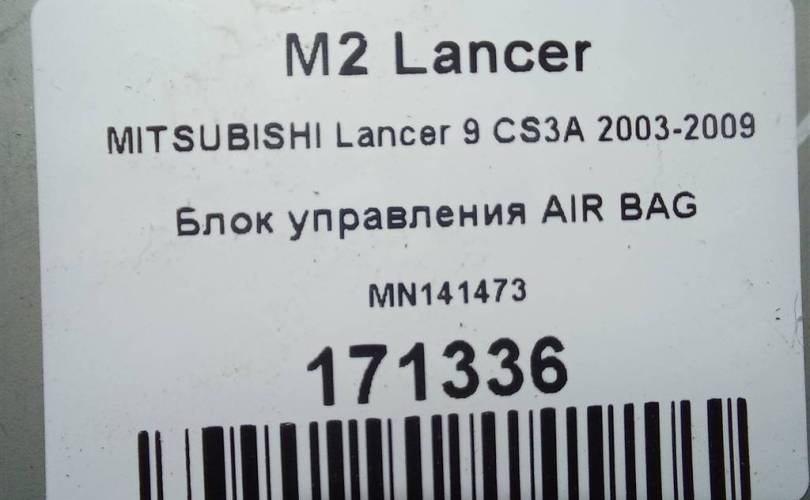 M2 Lancer
MITSUBISHI Lancer 9 CS3A 2003-2009
Блок управления AIR BAG
MN141473
171336